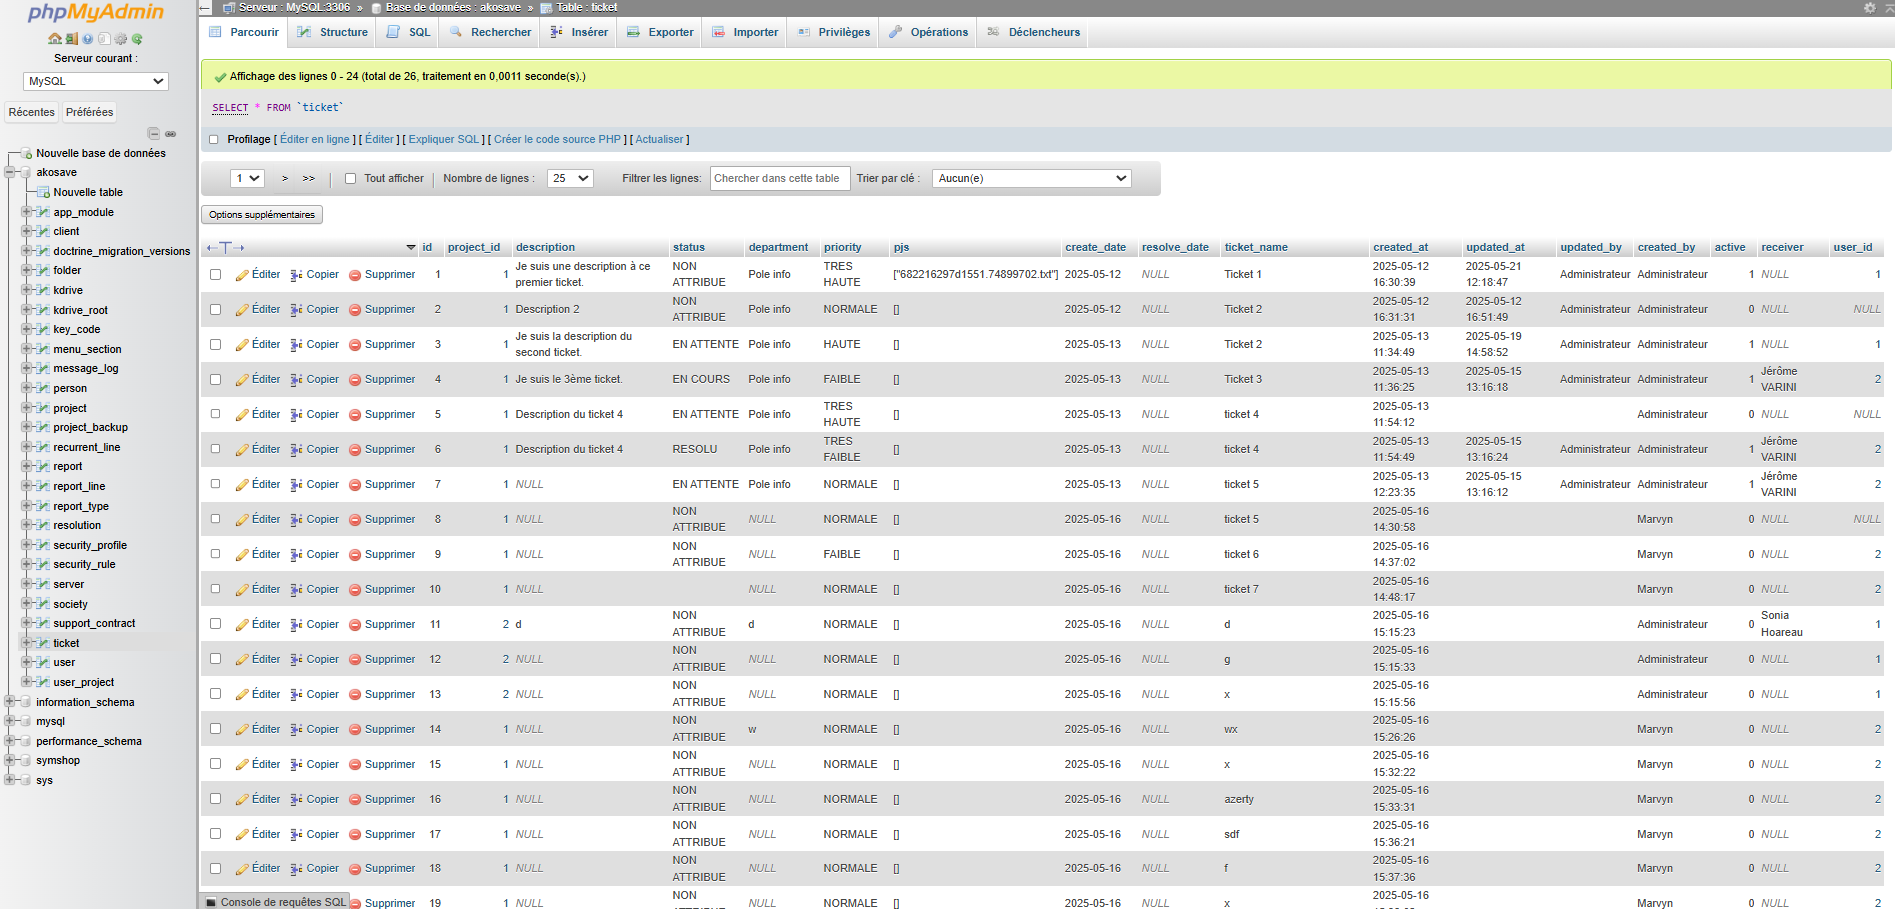 phpMyAdmin
Serveur courant :
MySQL
Récentes Préférées
Nouvelle base de données
akosave
Nouvelle table
app_module
client
doctrine_migration_versions
folder
kdrive
kdrive_root
key_code
menu_section
message_log
person
project
project_backup
recurrent_line
report
report_line
report_type
resolution
security_profile
security_rule
server
society
support_contract
ticket
user
user_project
information_schema
mysql
performance_schema
symshop
sys
Serveur : MySQL:3306 » Base de données : akosave » Table : ticket
Parcourir Structure SQL Rechercher Insérer Exporter Importer Privilèges Opérations Déclencheurs
Affichage des lignes 0 - 24 (total de 26, traitement en 0,0011 seconde(s).)
SELECT * FROM `ticket`
Profilage [ Éditer en ligne ] [ Éditer ] [ Expliquer SQL ] [ Créer le code source PHP ] [ Actualiser ]
1 > >> Tout afficher Nombre de lignes : 25 Filtrer les lignes: Chercher dans cette table Trier par clé : Aucun(e)
Options supplémentaires
←T→ id project_id description status department priority pjs create_date resolve_date ticket_name created_at updated_at updated_by created_by active receiver user_id
Éditer Copier Supprimer 1 1 Je suis une description à ce premier ticket. NON ATTRIBUE Pole info TRES HAUTE ["682216297d1551.74899702.txt"] 2025-05-12 NULL Ticket 1 2025-05-12 16:30:39 2025-05-21 12:18:47 Administrateur Administrateur 1 NULL 1
Éditer Copier Supprimer 2 1 Description 2 NON ATTRIBUE Pole info NORMALE [] 2025-05-12 NULL Ticket 2 2025-05-12 16:31:31 2025-05-12 16:51:49 Administrateur Administrateur 0 NULL NULL
Éditer Copier Supprimer 3 1 Je suis la description du second ticket. EN ATTENTE Pole info HAUTE [] 2025-05-13 NULL Ticket 2 2025-05-13 11:34:49 2025-05-19 14:58:52 Administrateur Administrateur 1 NULL 1
Éditer Copier Supprimer 4 1 Je suis le 3ème ticket. EN COURS Pole info FAIBLE [] 2025-05-13 NULL Ticket 3 2025-05-13 11:36:25 2025-05-15 13:16:18 Administrateur Administrateur 1 Jérôme VARINI 2
Éditer Copier Supprimer 5 1 Description du ticket 4 EN ATTENTE Pole info TRES HAUTE [] 2025-05-13 NULL ticket 4 2025-05-13 11:54:12 Administrateur 0 NULL NULL
Éditer Copier Supprimer 6 1 Description du ticket 4 RESOLU Pole info TRES FAIBLE [] 2025-05-13 NULL ticket 4 2025-05-13 11:54:49 2025-05-15 13:16:24 Administrateur Administrateur 1 Jérôme VARINI 2
Éditer Copier Supprimer 7 1 NULL EN ATTENTE Pole info NORMALE [] 2025-05-13 NULL ticket 5 2025-05-13 12:23:35 2025-05-15 13:16:12 Administrateur Administrateur 1 Jérôme VARINI 2
Éditer Copier Supprimer 8 1 NULL NON ATTRIBUE NULL NORMALE [] 2025-05-16 NULL ticket 5 2025-05-16 14:30:58 Marvyn 0 NULL NULL
Éditer Copier Supprimer 9 1 NULL NON ATTRIBUE NULL FAIBLE [] 2025-05-16 NULL ticket 6 2025-05-16 14:37:02 Marvyn 0 NULL 2
Éditer Copier Supprimer 10 1 NULL NON ATTRIBUE NORMALE [] 2025-05-16 NULL ticket 7 2025-05-16 14:48:17 Marvyn 0 NULL 2
Éditer Copier Supprimer 11 2 d NON ATTRIBUE d NORMALE [] 2025-05-16 NULL d 2025-05-16 15:15:23 Administrateur 0 Sonia Hoareau 1
Éditer Copier Supprimer 12 2 NULL NON ATTRIBUE NULL NORMALE [] 2025-05-16 NULL g 2025-05-16 15:15:33 Administrateur 0 NULL 1
Éditer Copier Supprimer 13 2 NULL NON ATTRIBUE NULL NORMALE [] 2025-05-16 NULL x 2025-05-16 15:15:56 Administrateur 0 NULL 1
Éditer Copier Supprimer 14 1 NULL NON ATTRIBUE w NORMALE [] 2025-05-16 NULL wx 2025-05-16 15:26:26 Marvyn 0 NULL 2
Éditer Copier Supprimer 15 1 NULL NON ATTRIBUE NULL NORMALE [] 2025-05-16 NULL x 2025-05-16 15:32:22 Marvyn 0 NULL 2
Éditer Copier Supprimer 16 1 NULL NON ATTRIBUE NULL NORMALE [] 2025-05-16 NULL azerty 2025-05-16 15:33:31 Marvyn 0 NULL 2
Éditer Copier Supprimer 17 1 NULL NON ATTRIBUE NULL NORMALE [] 2025-05-16 NULL sdf 2025-05-16 15:36:21 Marvyn 0 NULL 2
Éditer Copier Supprimer 18 1 NULL NON ATTRIBUE NULL NORMALE [] 2025-05-16 NULL f 2025-05-16 15:37:36 Marvyn 0 NULL 2
Console de requêtes SQL Supprimer 19 1 NULL NON NULL NORMALE [] 2025-05-16 NULL x 2025-05-16 Marvyn 0 NULL 2